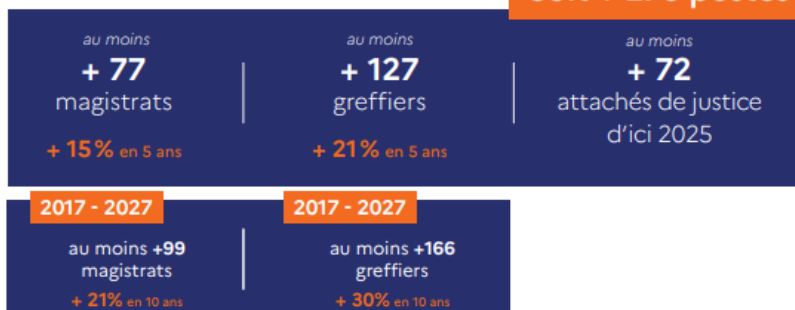 au moins
+ 77
magistrats
+ 15% en 5 ans
au moins
+ 127
greffiers
+ 21% en 5 ans
au moins
+ 72
attachés de justice
d'ici 2025
2017 - 2027
au moins +99
magistrats
+ 21% en 10 ans
2017 - 2027
au moins +166
greffiers
+ 30% en 10 ans